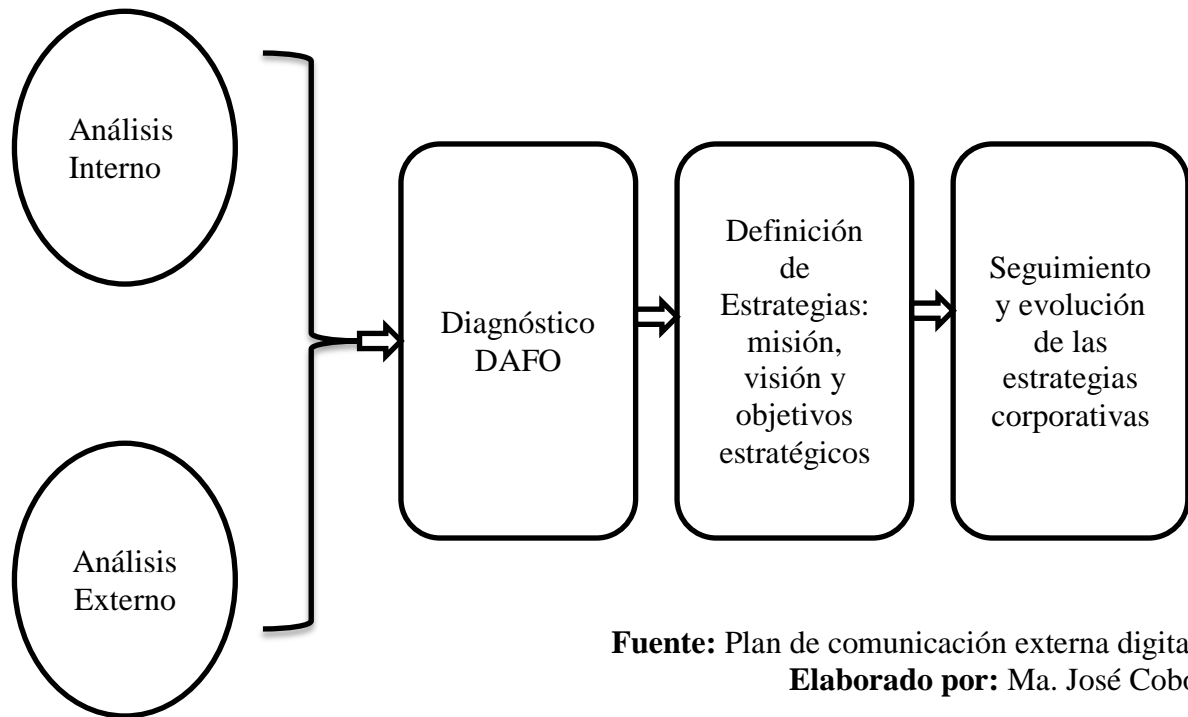 Análisis
Interno
Análisis
Externo
Diagnóstico
DAFO
Definición
de
Estrategias:
misión,
visión y
objetivos
estratégicos
Seguimiento
y evolución
de las
estrategias
corporativas
Fuente: Plan de comunicación externa digita
Elaborado por: Ma. José Cobo